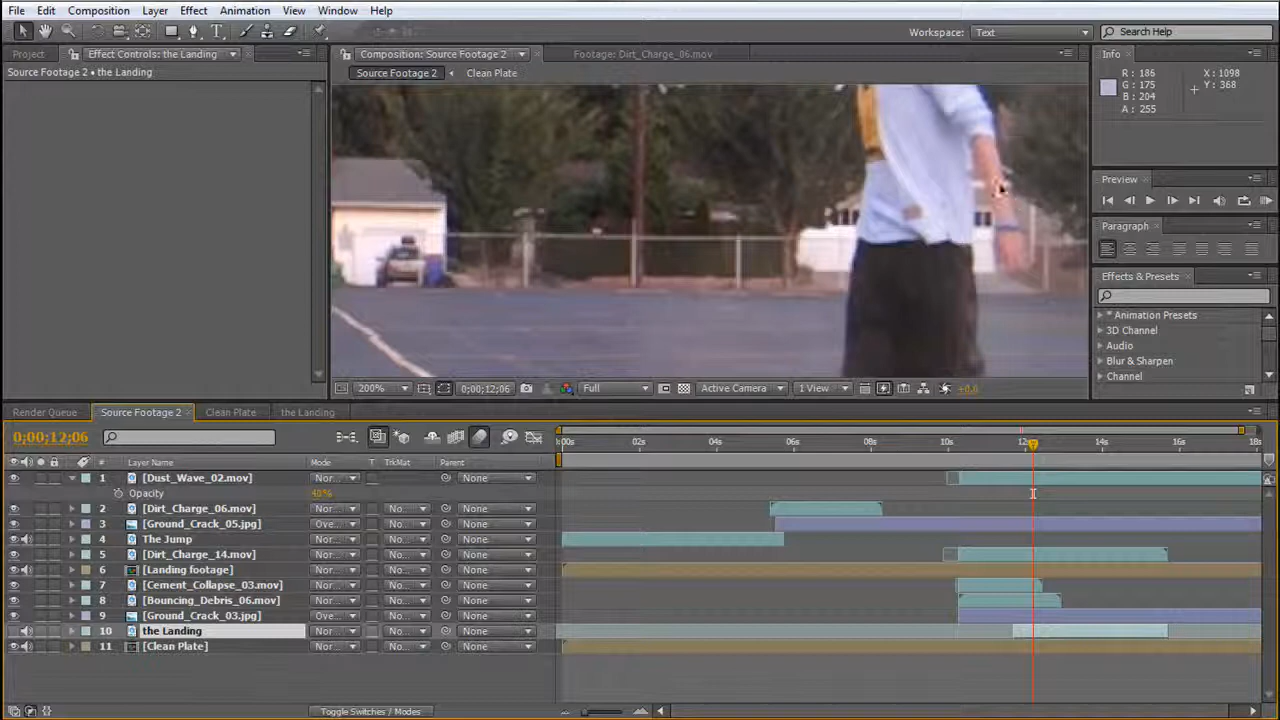 File Edit Composition Layer Effect Animation View Window Help
Workspace: Text Search Help
Project Effect Controls: the Landing Composition: Source Footage 2 Footage: Dirt_Charge_06.mov Info
Source Footage 2 • the Landing Source Footage 2 Clean Plate
R : 186 X : 1098
G : 175 Y : 368
B : 204
A : 255
Preview
Paragraph
Effects & Presets
* Animation Presets
3D Channel
Audio
Blur & Sharpen
Channel
200% 0;00;12;06 Full Active Camera 1 View +0.0
Render Queue Source Footage 2 Clean Plate the Landing
0;00;12;06 :00s 02s 04s 06s 08s 10s 12s 14s 16s 18s
# Layer Name Mode T TrkMat Parent
1 [Dust_Wave_02.mov] Nor... None
Opacity 40%
2 [Dirt_Charge_06.mov] Nor... No... None
3 [Ground_Crack_05.jpg] Ove... No... None
4 The Jump Nor... No... None
5 [Dirt_Charge_14.mov] Nor... No... None
6 [Landing footage] Nor... No... None
7 [Cement_Collapse_03.mov] Nor... No... None
8 [Bouncing_Debris_06.mov] Nor... No... None
9 [Ground_Crack_03.jpg] Ove... No... None
10 the Landing Nor... No... None
11 [Clean Plate] Nor... No... None
Toggle Switches / Modes